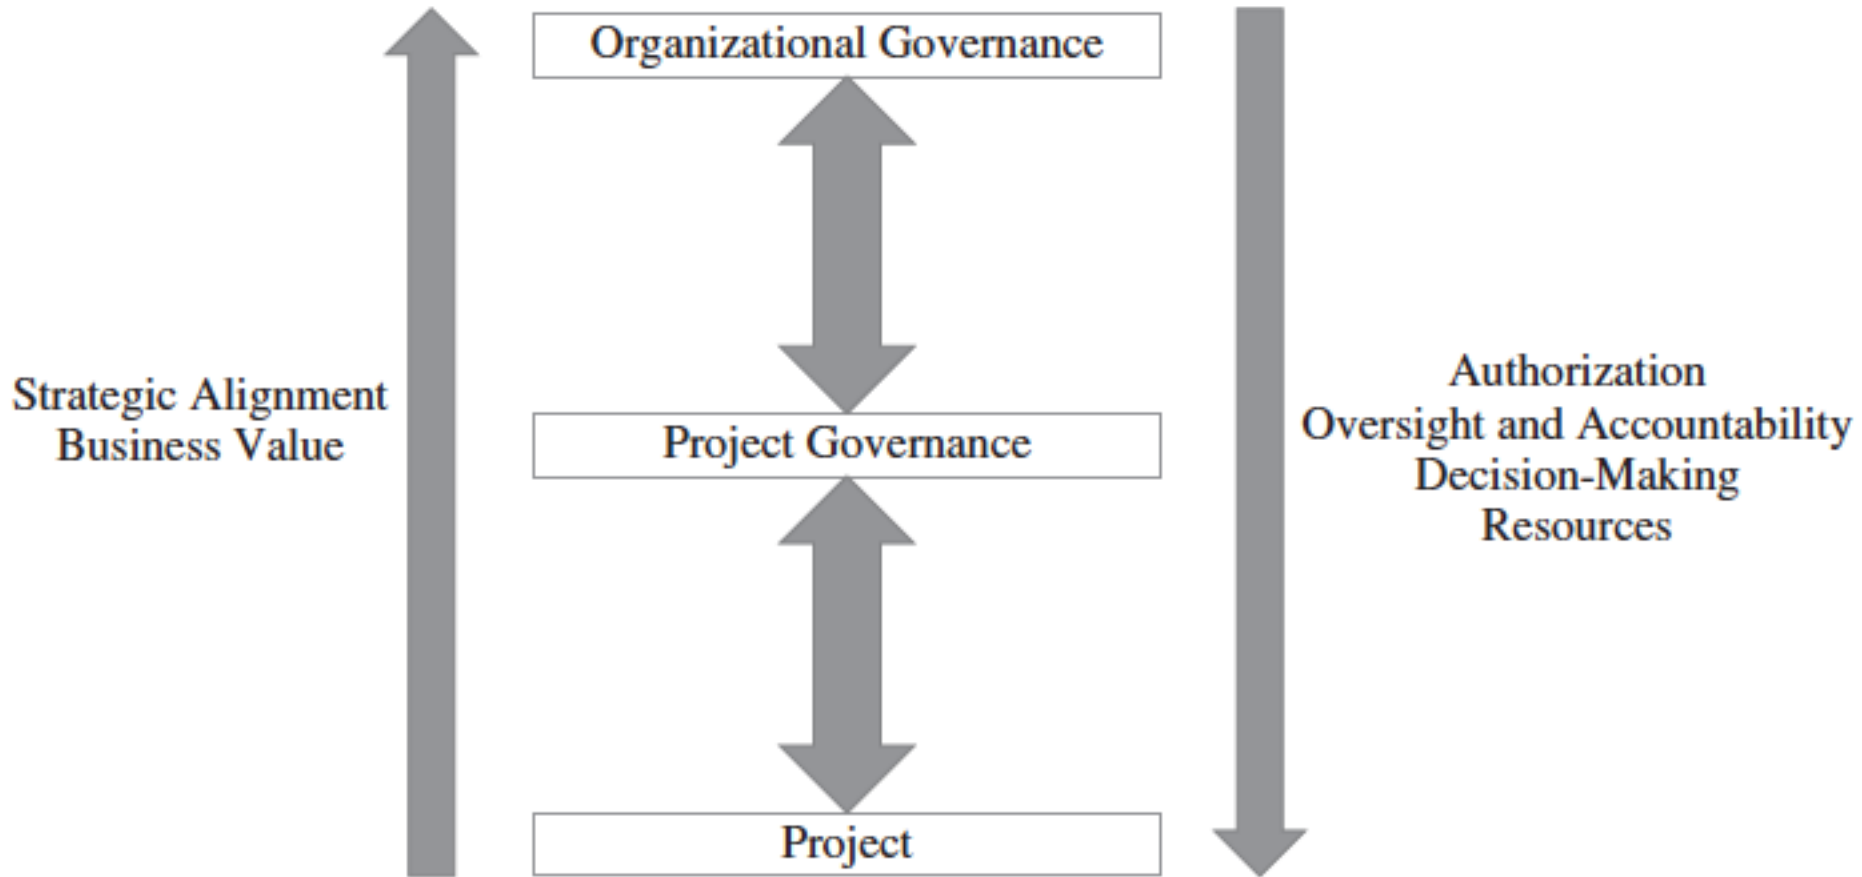 Organizational Governance
Strategic Alignment
Business Value
Project Governance
Authorization
Oversight and Accountability
Decision-Making
Resources
Project